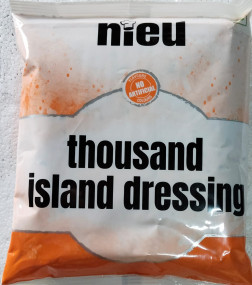 nieu
NO
ARTIFICIAL
thousand
island dressing